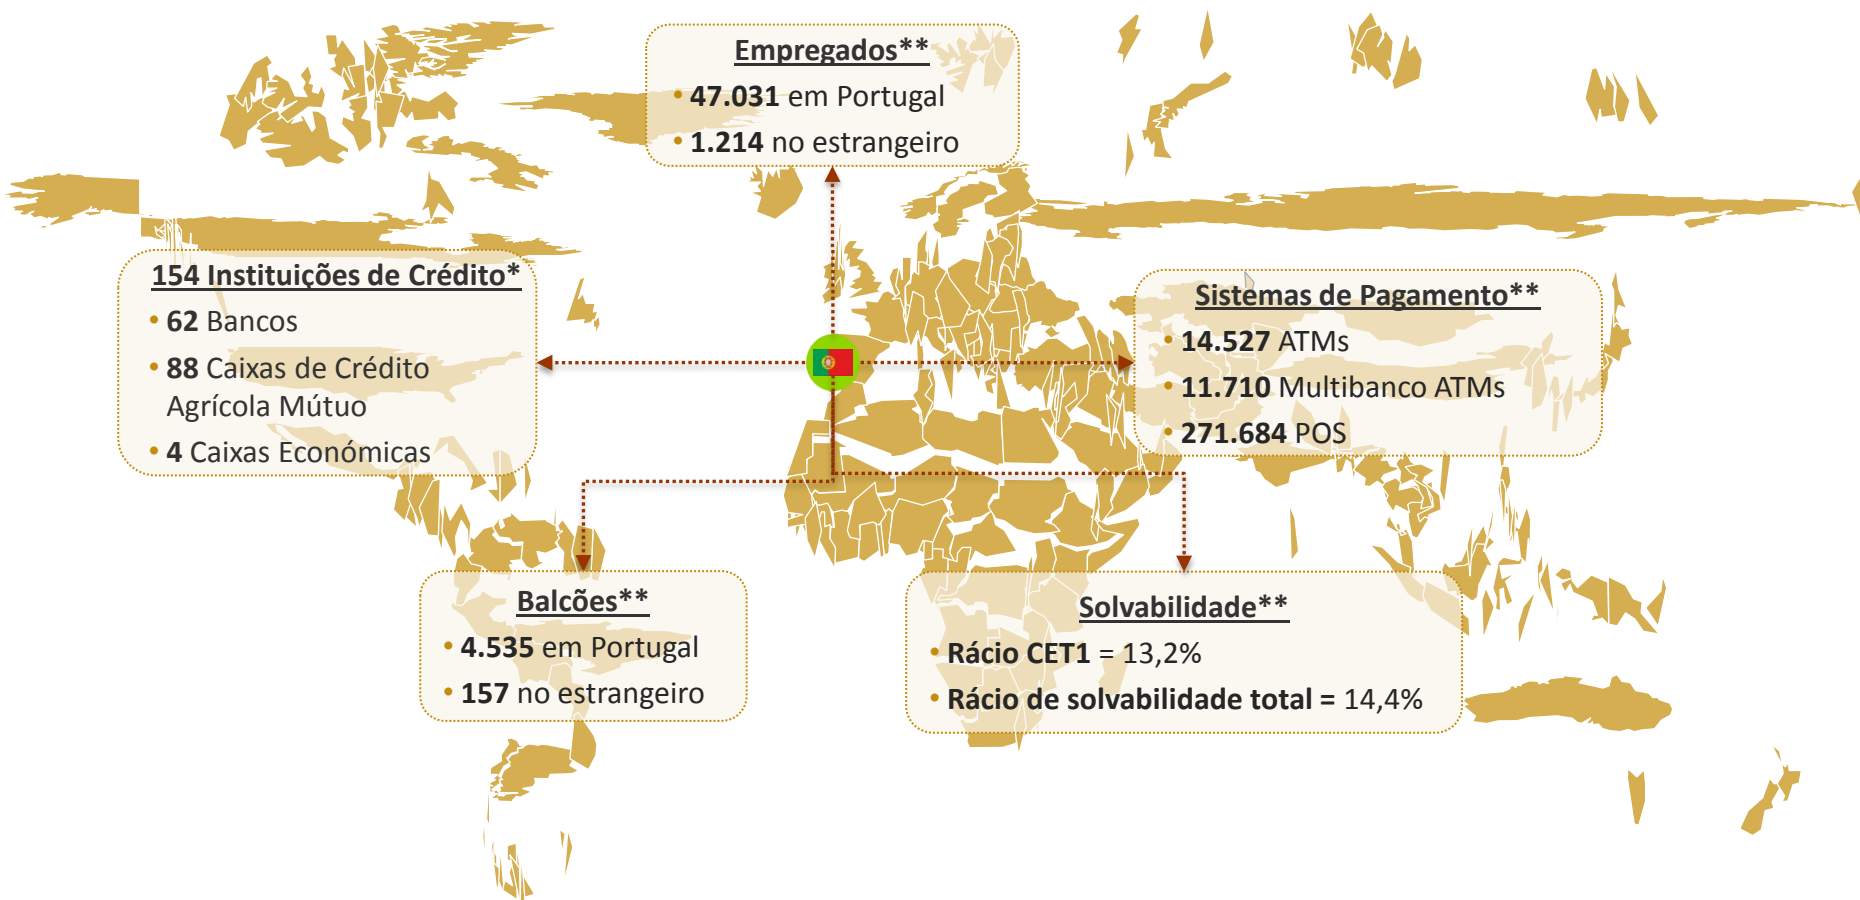 Empregados**
• 47.031 em Portugal
• 1.214 no estrangeiro
154 Instituições de Crédito*
• 62 Bancos
• 88 Caixas de Crédito
Agrícola Mútuo
• 4 Caixas Económicas
Sistemas de Pagamento**
• 14.527 ATMs
• 11.710 Multibanco ATMs
• 271.684 POS
Balcões**
• 4.535 em Portugal
• 157 no estrangeiro
Solvabilidade**
• Rácio CET1 = 13,2%
• Rácio de solvabilidade total = 14,4%